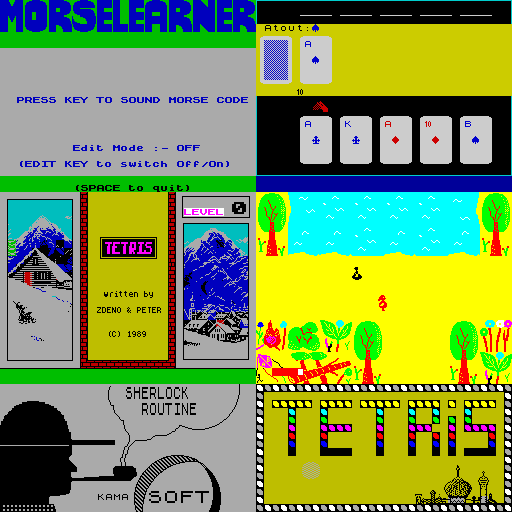 MORSELEARNER
PRESS KEY TO SOUND MORSE CODE
Edit Mode :- OFF
(EDIT KEY to switch Off/On)
(SPACE to quit)
Atout:♠
A
10
A
K
A
10
B
TETRIS
written by
ZDENO & PETER
(C) 1989
LEVEL 0
SHERLOCK
ROUTINE
KAMA SOFT
TETRIS